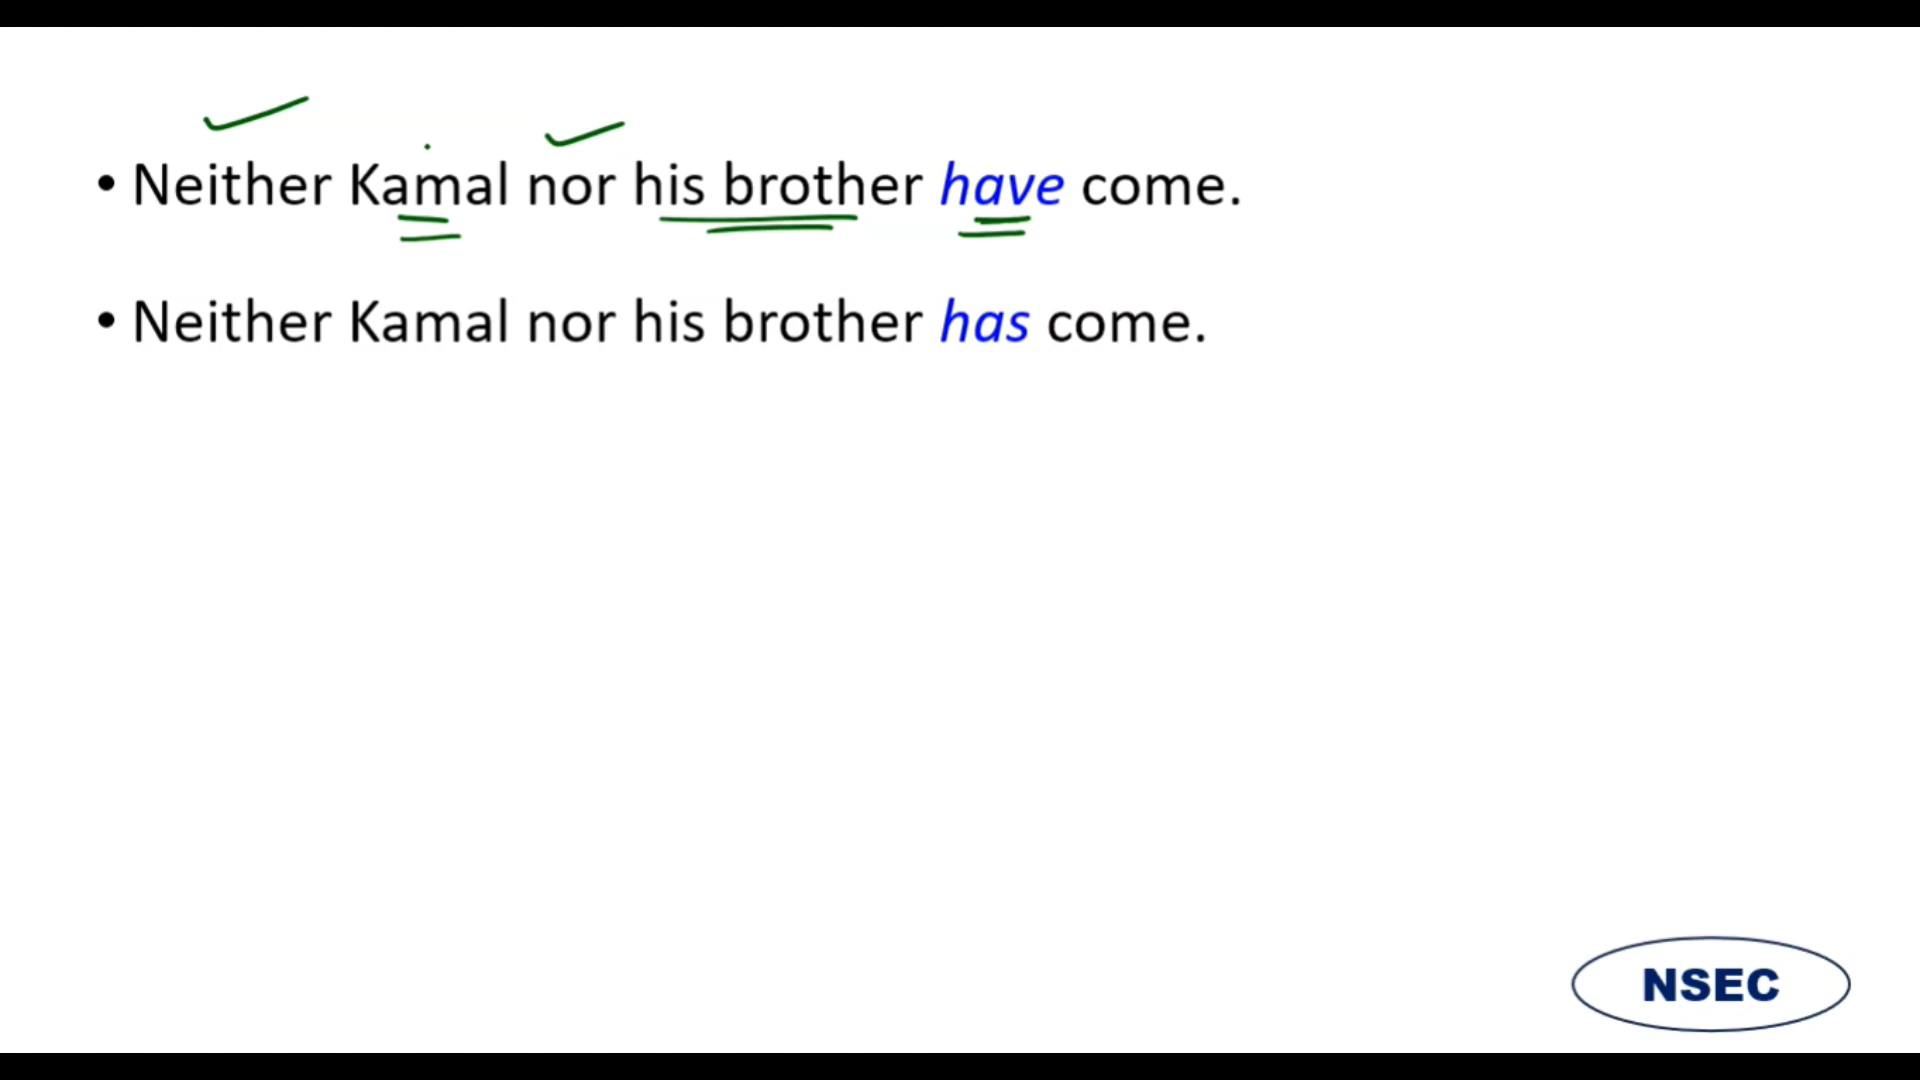 • Neither Kamal nor his brother have come.
• Neither Kamal nor his brother has come.
NSEC